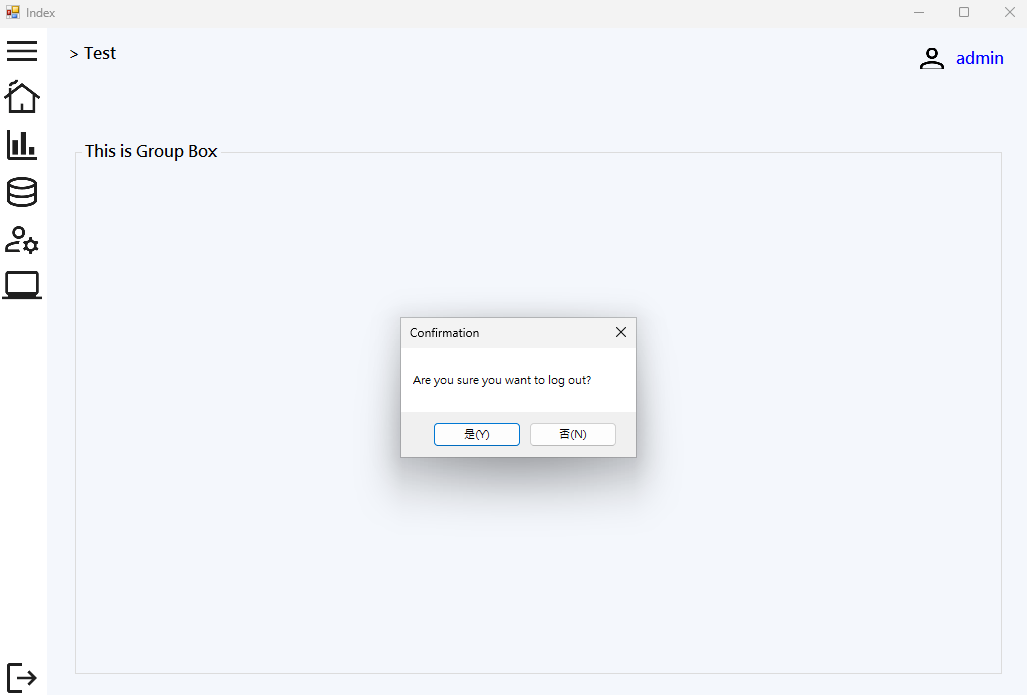 Index
> Test
admin
This is Group Box
Confirmation
Are you sure you want to log out?
是(Y)
否(N)